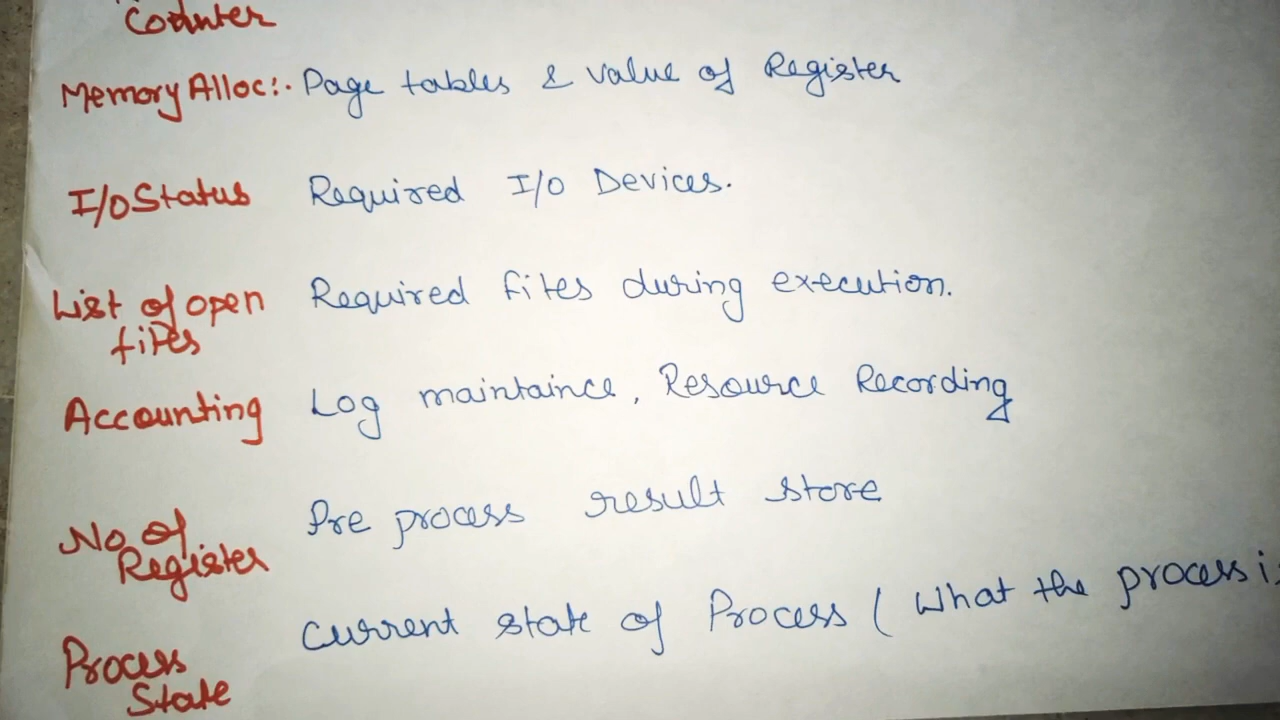 Counter
Memory Alloc:. Page tables & value of Register
I/O Status Required I/O Devices.
List of open Required files during execution.
files
Accounting Log maintaince, Resource Recording
No of Pre process result store
Register
Process Current state of Process ( What the process
State